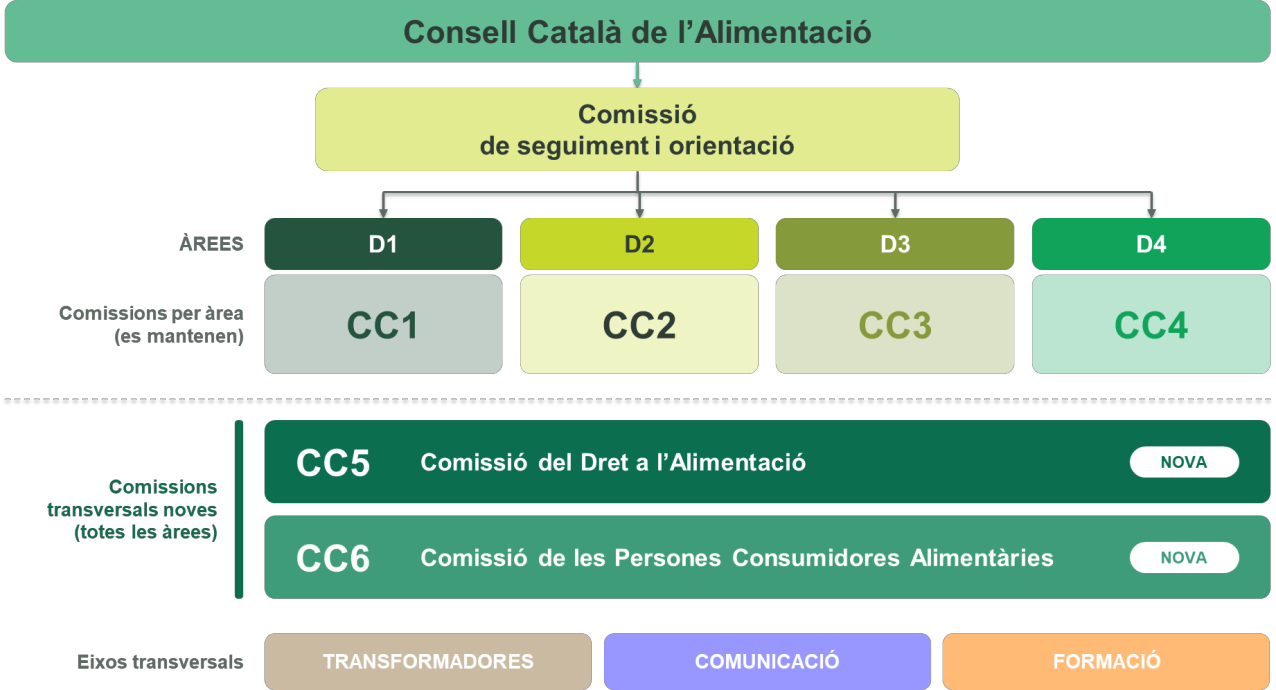 Consell Català de l’Alimentació
Comissió
de seguiment i orientació
ÀREES
D1
D2
D3
D4
Comissions per àrea
(es mantenen)
CC1
CC2
CC3
CC4
Comissions
transversals noves
(totes les àrees)
CC5
Comissió del Dret a l’Alimentació
NOVA
CC6
Comissió de les Persones Consumidores Alimentàries
NOVA
Eixos transversals
TRANSFORMADORES
COMUNICACIÓ
FORMACIÓ